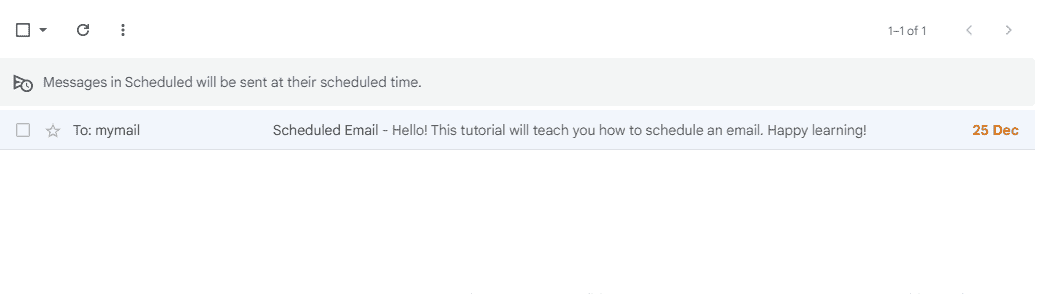 1–1 of 1
Messages in Scheduled will be sent at their scheduled time.
To: mymail Scheduled Email - Hello! This tutorial will teach you how to schedule an email. Happy learning! 25 Dec